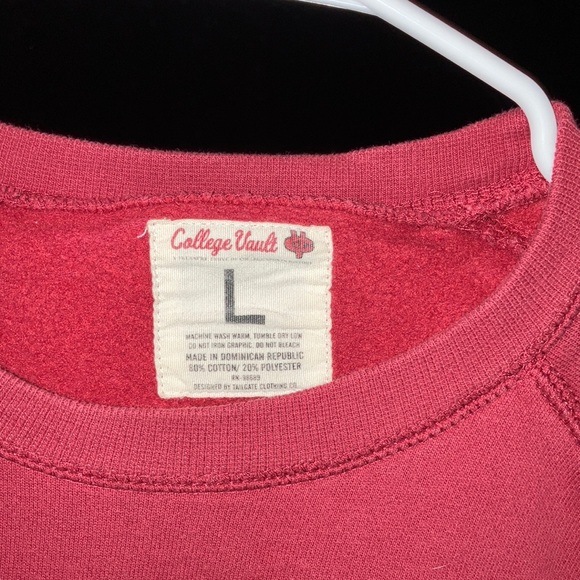 College Vault
L
MACHINE WASH WARM, TUMBLE DRY LOW
DO NOT IRON GRAPHIC, DO NOT BLEACH
MADE IN DOMINICAN REPUBLIC
80% COTTON/ 20% POLYESTER
DESIGNED BY TAILGATE CLOTHING CO.